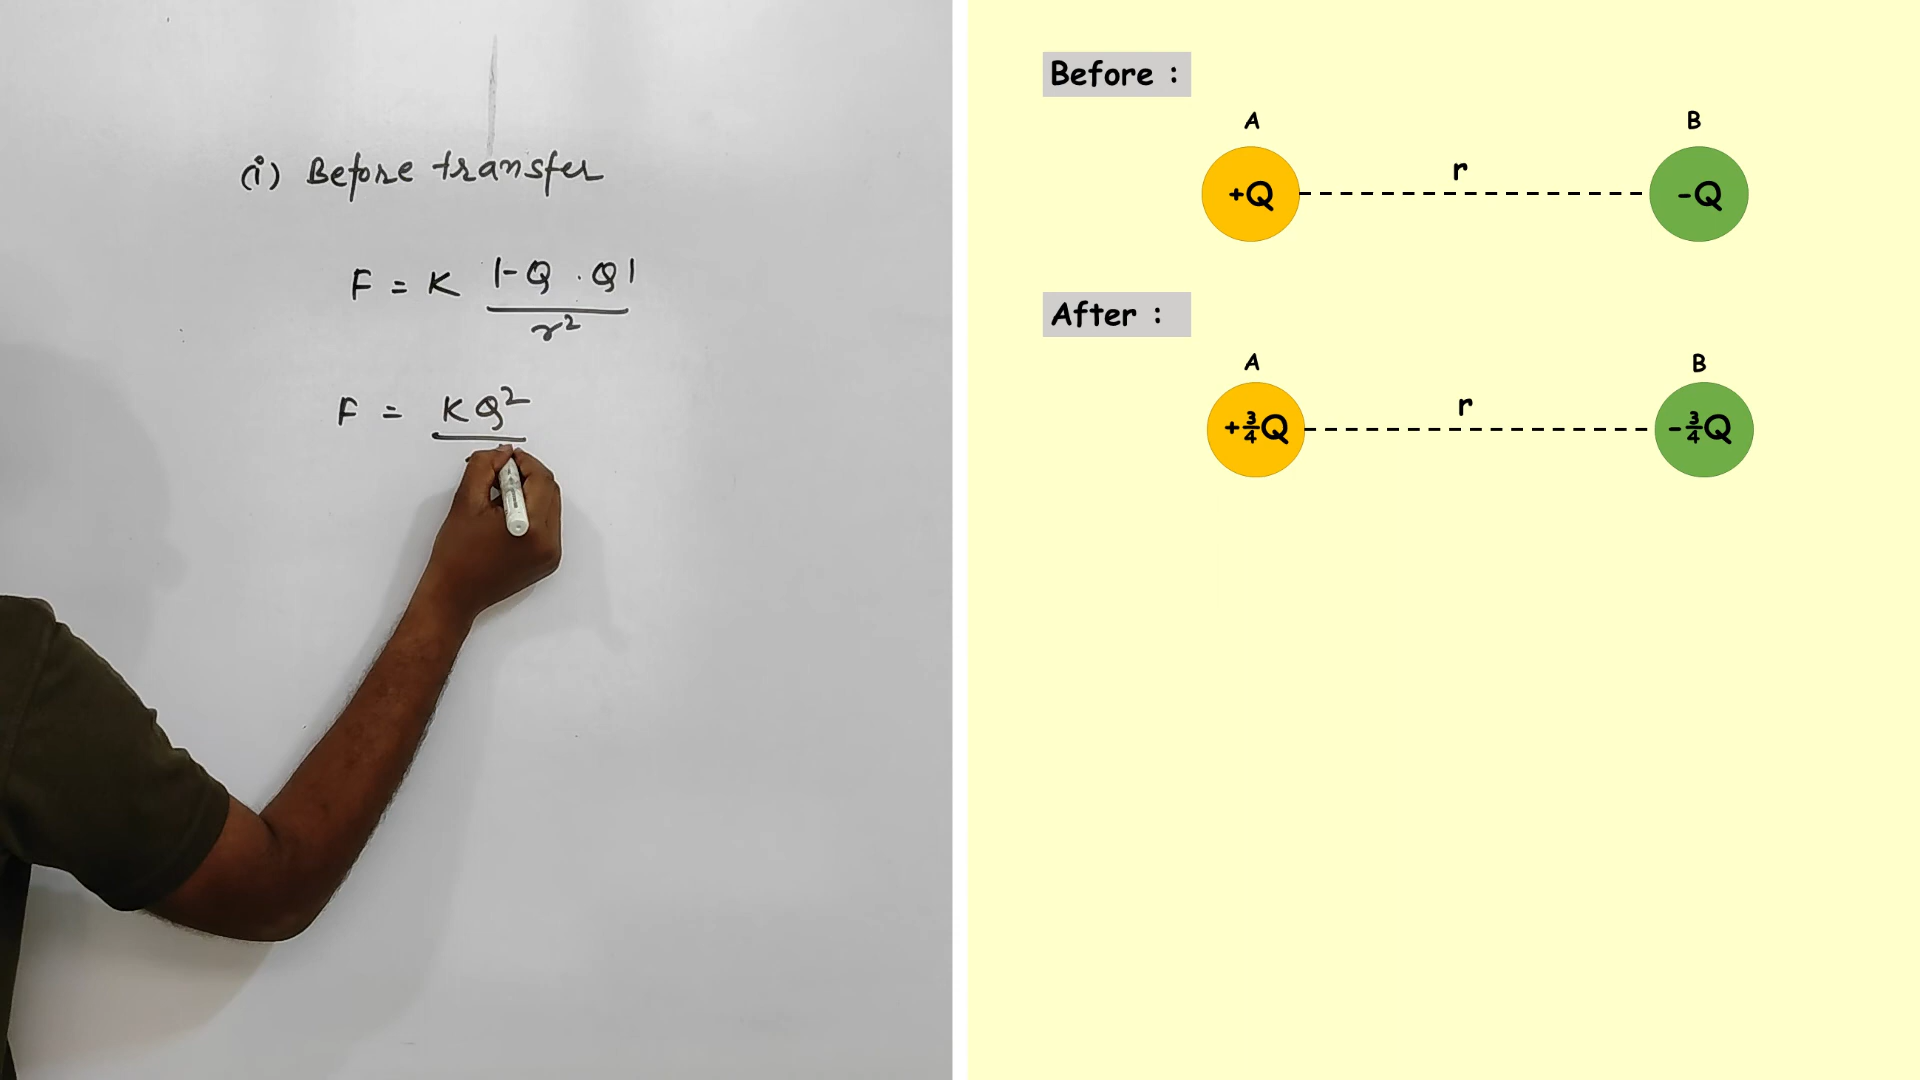 (i) Before transfer
F = K |-Q . Q|
r²
F = KQ²
Before :
A
B
+Q
r
-Q
After :
A
B
+3/4Q
r
-3/4Q